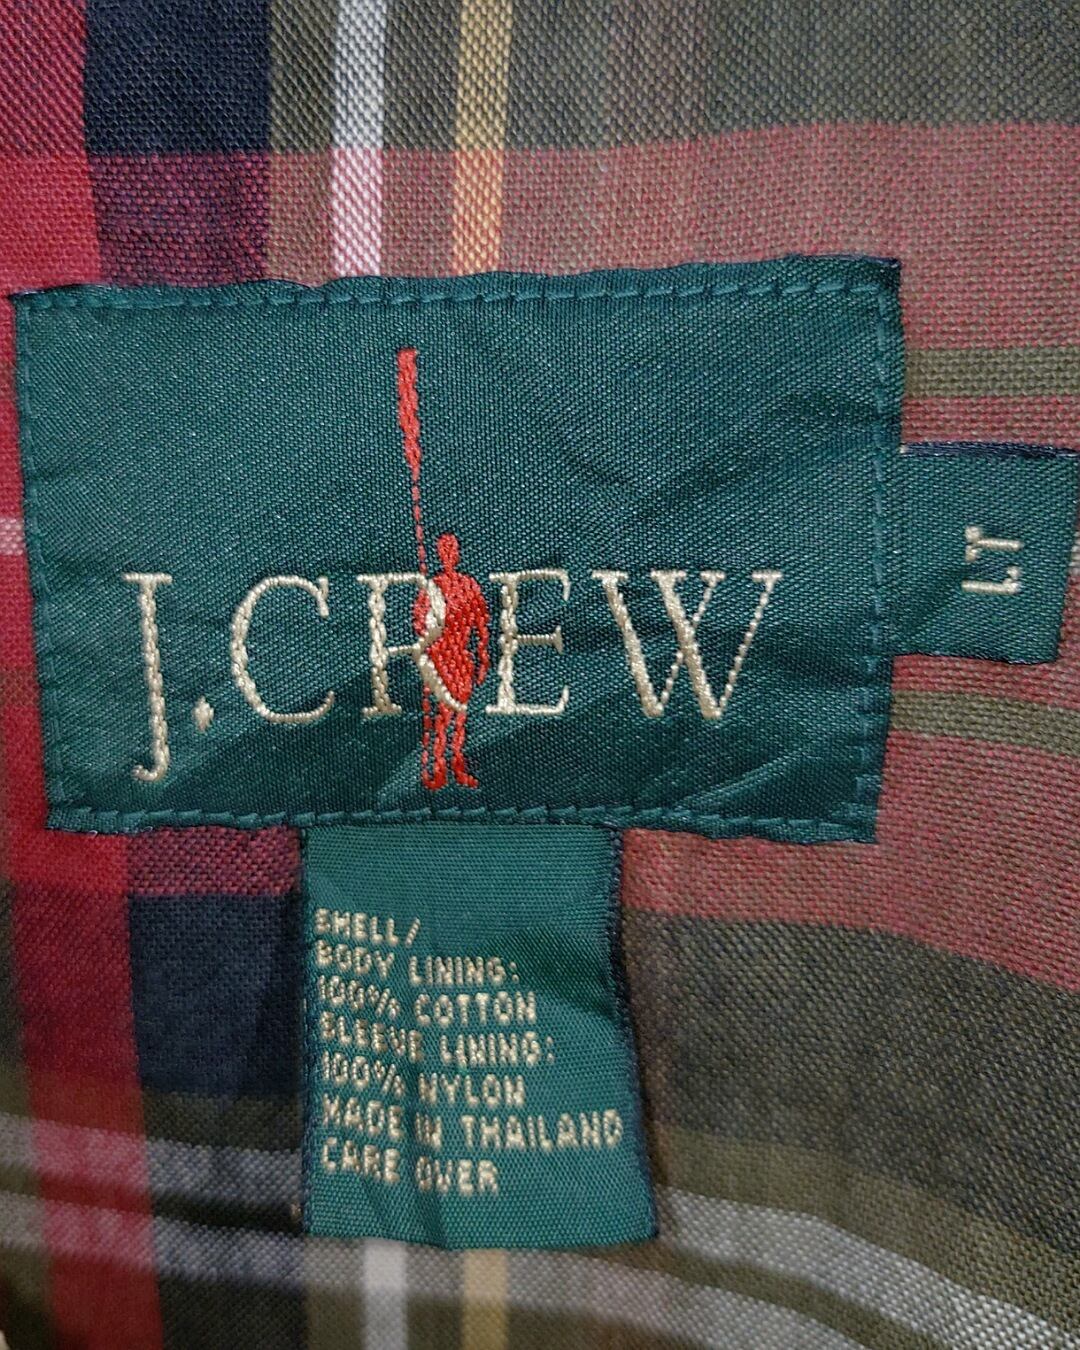 J.CREW
LT
SHELL/
BODY LINING:
100% COTTON
SLEEVE LINING:
100% NYLON
MADE IN THAILAND
CARE OVER